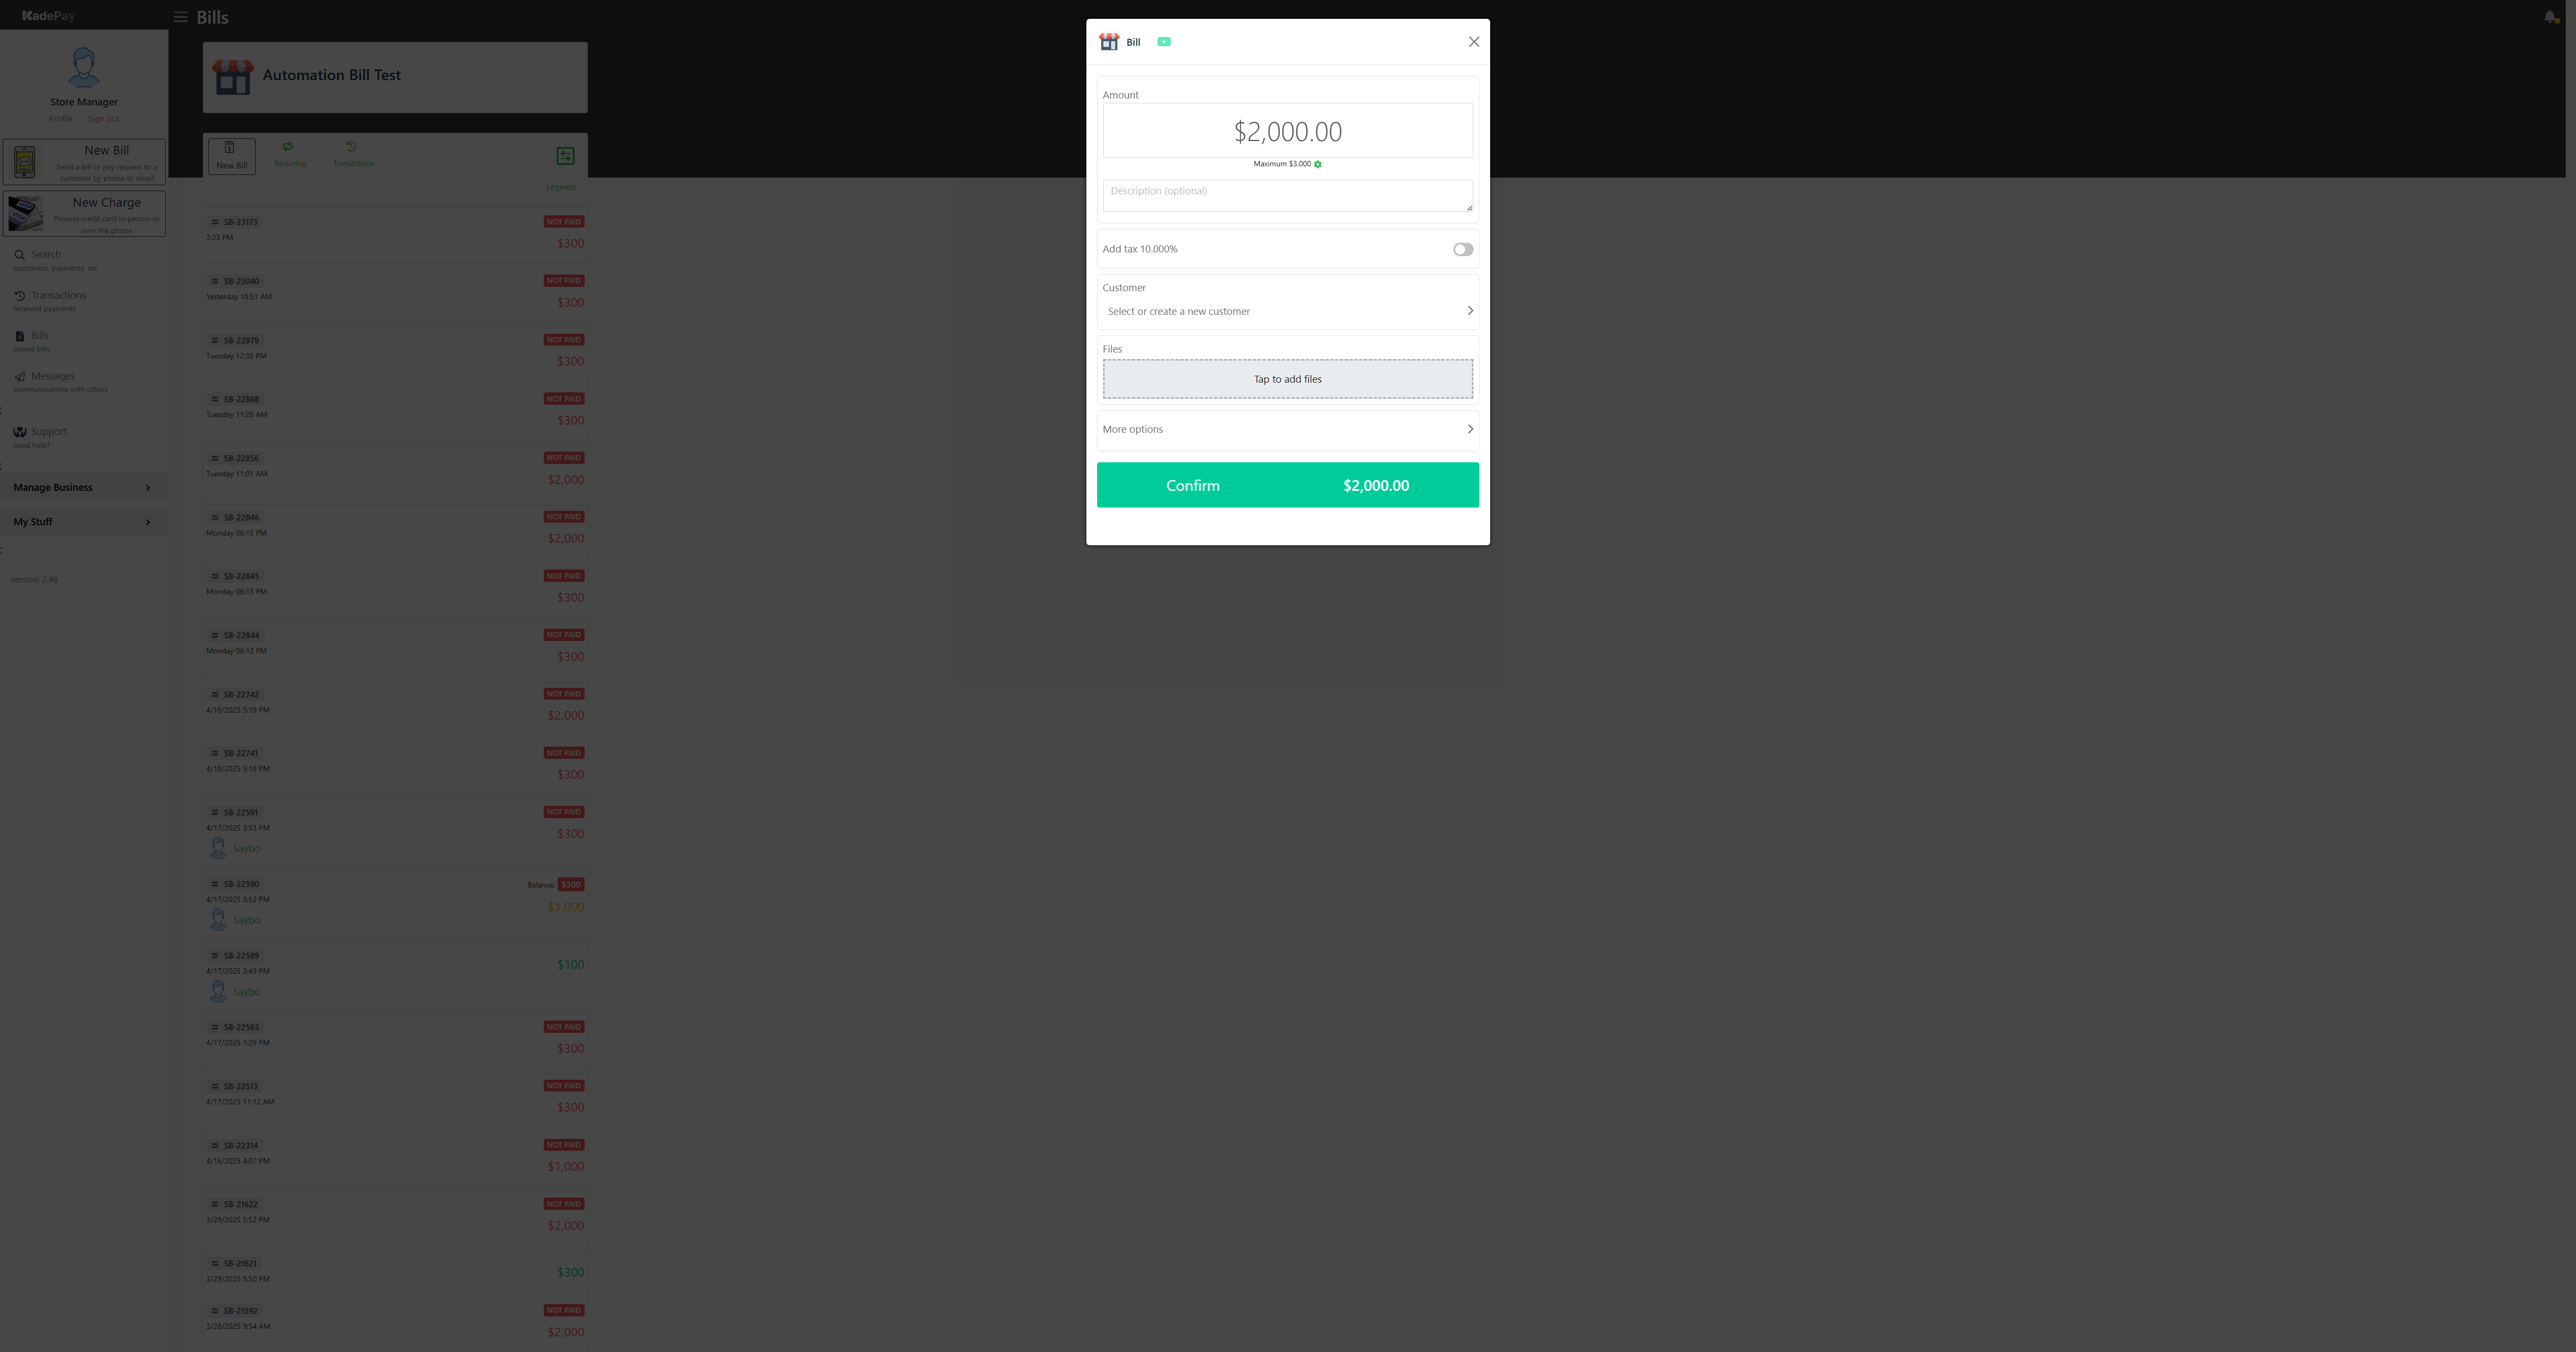 KadePay
Bills
Store Manager
Profile Sign out
New Bill
Send a bill or pay request to a
customer by phone or email
New Charge
Process credit card in-person or
over the phone
Search
customers, payments, etc
Transactions
received payments
Bills
issued bills
Messages
communications with others
;
Support
need help?
;
Manage Business
My Stuff
;
version: 2.48
Automation Bill Test
New Bill Recurring Transactions
Legends
SB-23173 NOT PAID
3:23 PM $300
SB-23040 NOT PAID
Yesterday 10:51 AM $300
SB-22879 NOT PAID
Tuesday 12:35 PM $300
SB-22868 NOT PAID
Tuesday 11:28 AM $300
SB-22856 NOT PAID
Tuesday 11:01 AM $2,000
SB-22846 NOT PAID
Monday 06:15 PM $2,000
SB-22845 NOT PAID
Monday 06:13 PM $300
SB-22844 NOT PAID
Monday 06:12 PM $300
SB-22742 NOT PAID
4/18/2025 5:19 PM $2,000
SB-22741 NOT PAID
4/18/2025 5:18 PM $300
SB-22591 NOT PAID
4/17/2025 3:53 PM $300
Saybo
SB-22590 Balance: $300
4/17/2025 3:52 PM $1,000
Saybo
SB-22589
4/17/2025 3:49 PM $100
Saybo
SB-22563 NOT PAID
4/17/2025 1:29 PM $300
SB-22513 NOT PAID
4/17/2025 11:12 AM $300
SB-22314 NOT PAID
4/16/2025 4:07 PM $1,000
SB-21622 NOT PAID
3/29/2025 5:52 PM $2,000
SB-21621
3/29/2025 5:50 PM $300
SB-21592 NOT PAID
3/28/2025 9:54 AM $2,000
Bill
Amount
$2,000.00
Maximum $3,000
Description (optional)
Add tax 10.000%
Customer
Select or create a new customer
Files
Tap to add files
More options
Confirm $2,000.00